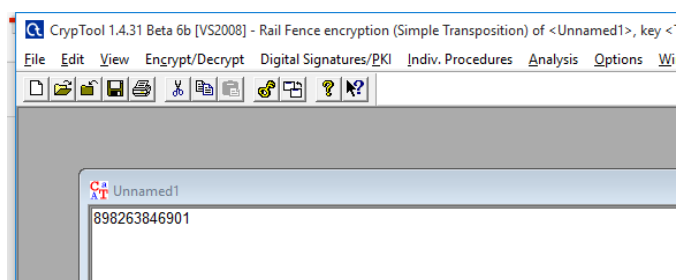 CrypTool 1.4.31 Beta 6b [VS2008] - Rail Fence encryption (Simple Transposition) of <Unnamed1>, key <
File Edit View Encrypt/Decrypt Digital Signatures/PKI Indiv. Procedures Analysis Options Wi
Unnamed1
898263846901